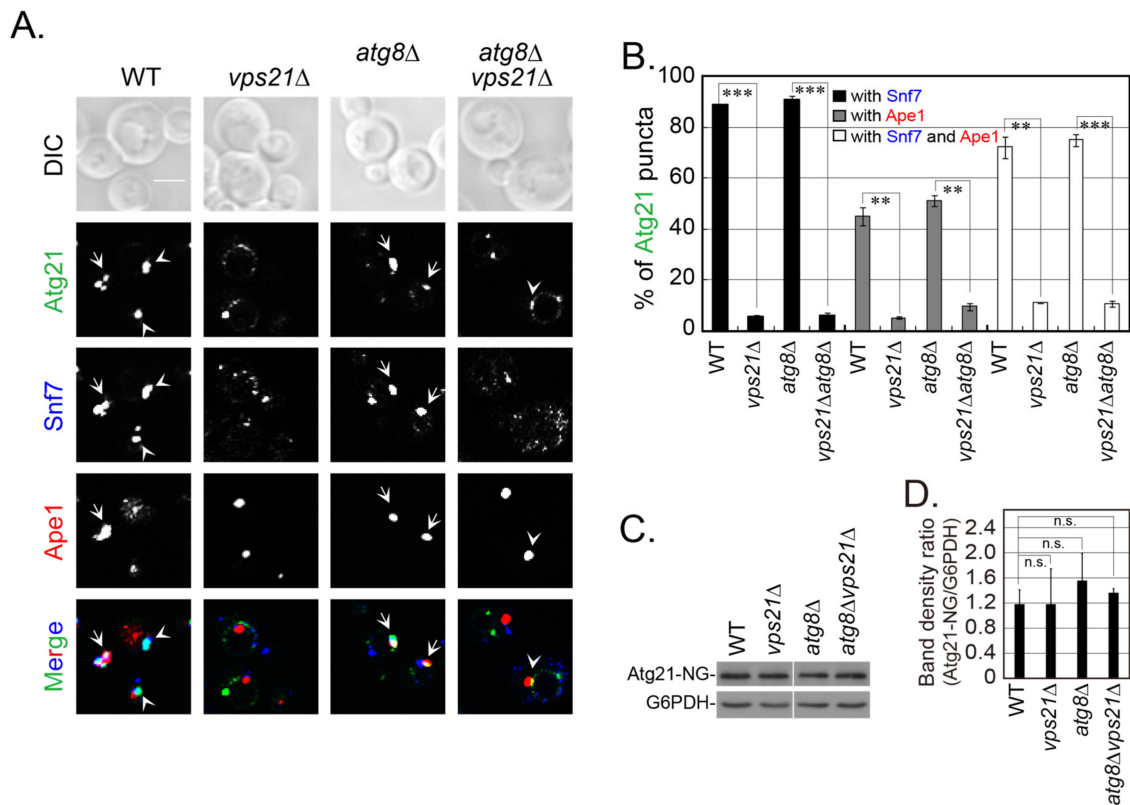 A.
WT
vps21Δ
atg8Δ
atg8Δ
vps21Δ
DIC
Atg21
Snf7
Ape1
Merge
B.
% of Atg21 puncta
100
80
60
40
20
0
*** *** ** ** ** ***
with Snf7
with Ape1
with Snf7 and Ape1
WT
vps21Δ
atg8Δ
vps21Δatg8Δ
WT
vps21Δ
atg8Δ
vps21Δatg8Δ
WT
vps21Δ
atg8Δ
vps21Δatg8Δ
C.
WT
vps21Δ
atg8Δ
atg8Δvps21Δ
Atg21-NG-
G6PDH-
D.
Band density ratio
(Atg21-NG/G6PDH)
2.4
2.0
1.6
1.2
0.8
0.4
0
n.s.
n.s.
n.s.
WT
vps21Δ
atg8Δ
atg8Δvps21Δ